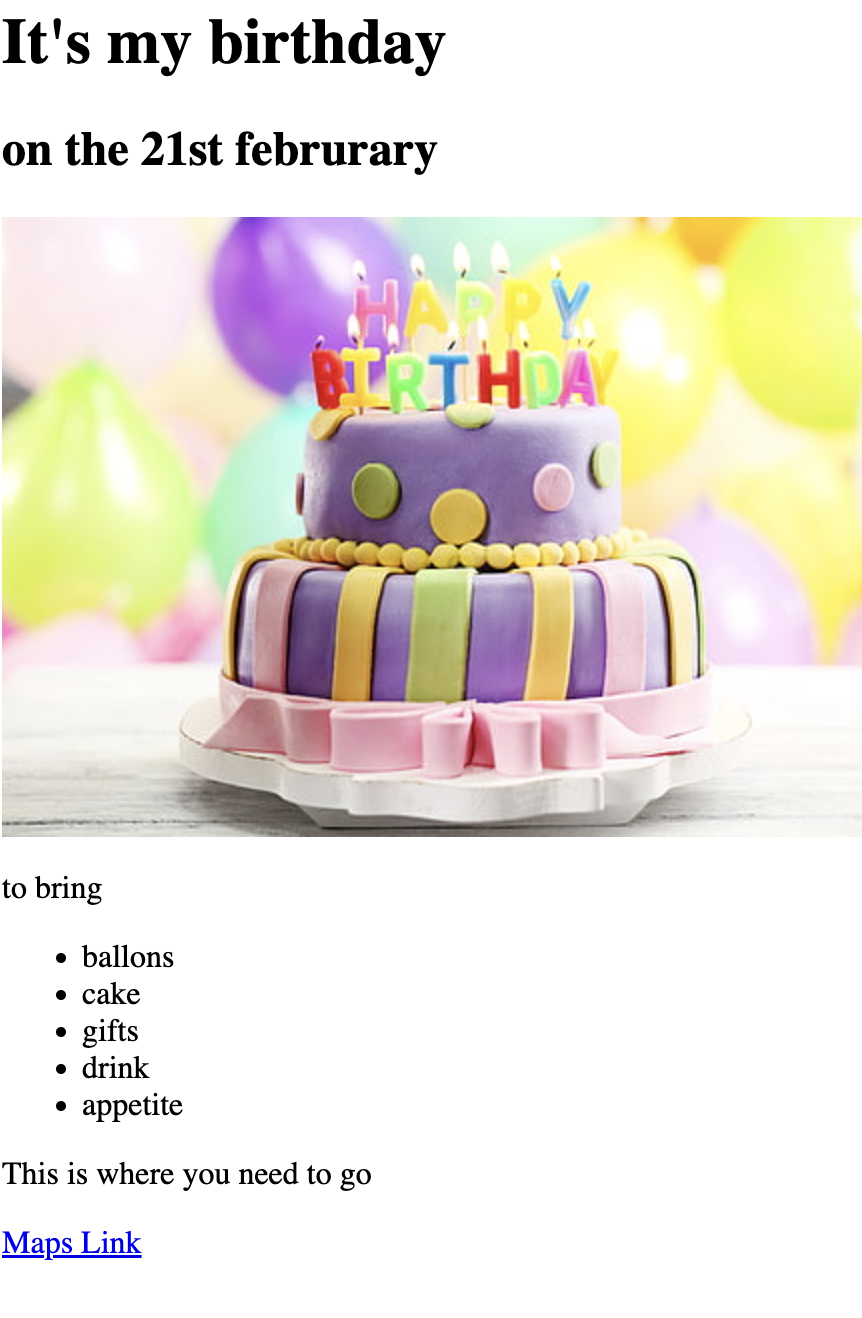 It's my birthday
on the 21st februrary
HAPPY
BIRTHDAY
to bring
ballons
cake
gifts
drink
appetite
This is where you need to go
Maps Link